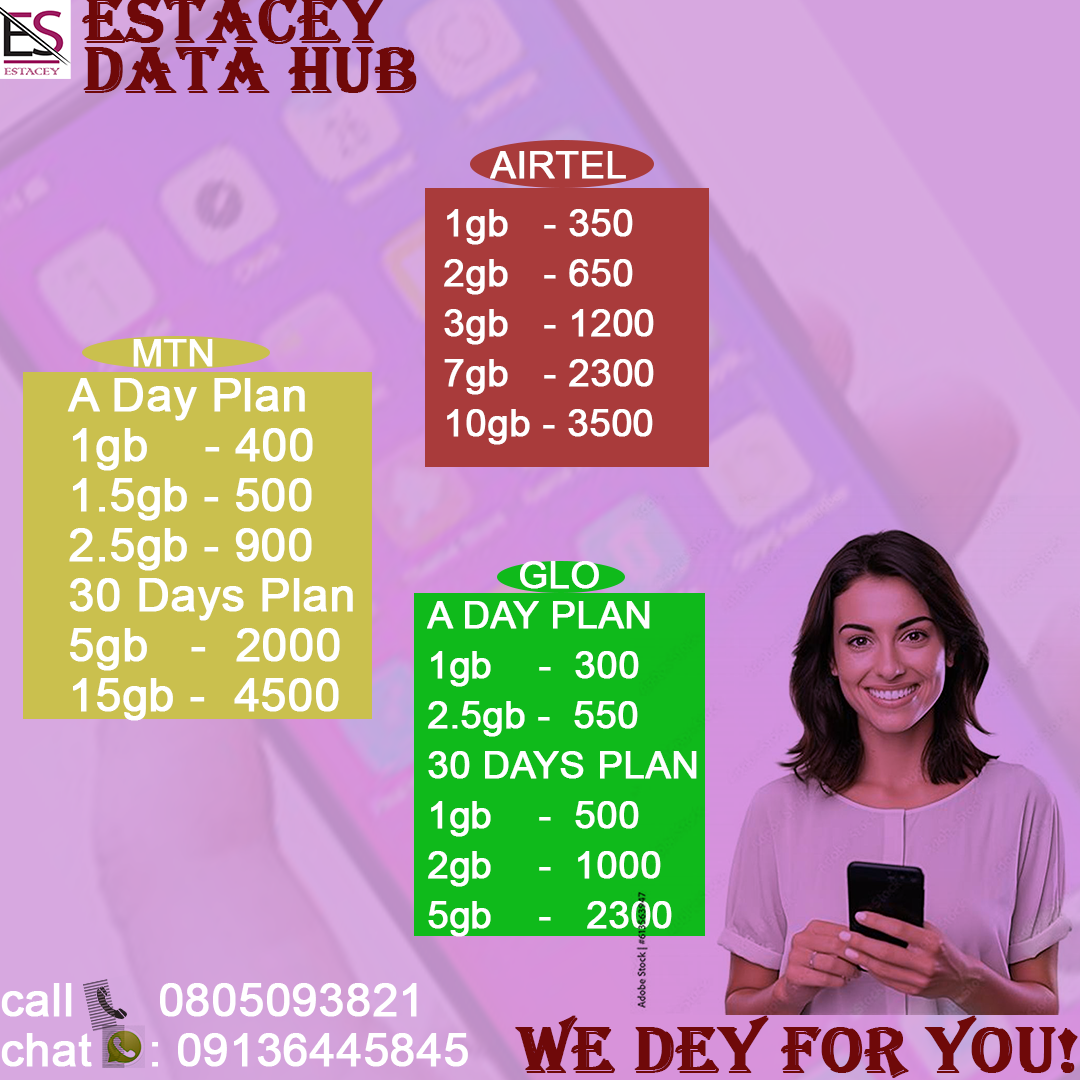 ES
ESTACEY
ESTACEY
DATA HUB
AIRTEL
1gb - 350
2gb - 650
3gb - 1200
7gb - 2300
10gb - 3500
MTN
A Day Plan
1gb - 400
1.5gb - 500
2.5gb - 900
30 Days Plan
5gb - 2000
15gb - 4500
GLO
A DAY PLAN
1gb - 300
2.5gb - 550
30 DAYS PLAN
1gb - 500
2gb - 1000
5gb - 2300
call 0805093821
chat : 09136445845
WE DEY FOR YOU!
Adobe Stock